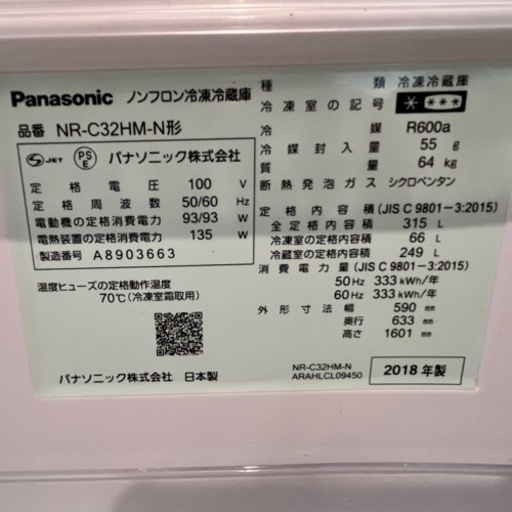 Panasonic ノンフロン冷凍冷蔵庫
品番 NR-C32HM-N形
S JET PS E パナソニック株式会社
定格電圧 100 V
定格周波数 50/60 Hz
電動機の定格消費電力 93/93 W
電熱装置の定格消費電力 135 W
製造番号 A8903663
温度ヒューズの定格動作温度
70℃(冷凍室霜取用)
パナソニック株式会社 日本製
種類 冷凍冷蔵庫
冷凍室の記号
冷媒 R600a
冷媒封入量 55 g
質量 64 kg
断熱発泡ガス シクロペンタン
定格内容積(JIS C 9801-3:2015)
全定格内容積 315 L
冷凍室の定格内容積 66 L
冷蔵室の定格内容積 249 L
消費電力量(JIS C 9801-3:2015)
50Hz 333 kWh/年
60Hz 333 kWh/年
外形寸法 幅 590 mm
奥行 633 mm
高さ 1601 mm
NR-C32HM-N
ARAHLCL09450
2018年製